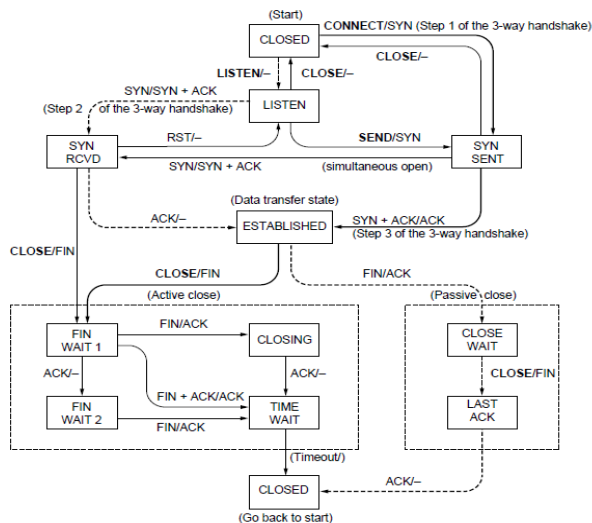 (Start)
CONNECT/SYN (Step 1 of the 3-way handshake)
CLOSED
CLOSE/–
LISTEN/–
CLOSE/–
SYN/SYN + ACK
(Step 2 of the 3-way handshake)
LISTEN
SYN
RCVD
RST/–
SEND/SYN
SYN
SENT
SYN/SYN + ACK
(simultaneous open)
(Data transfer state)
ACK/–
ESTABLISHED
SYN + ACK/ACK
(Step 3 of the 3-way handshake)
CLOSE/FIN
CLOSE/FIN
FIN/ACK
(Active close)
(Passive close)
FIN
WAIT 1
FIN/ACK
CLOSING
CLOSE
WAIT
ACK/–
ACK/–
CLOSE/FIN
FIN + ACK/ACK
FIN
WAIT 2
FIN/ACK
TIME
WAIT
LAST
ACK
(Timeout/)
CLOSED
ACK/–
(Go back to start)